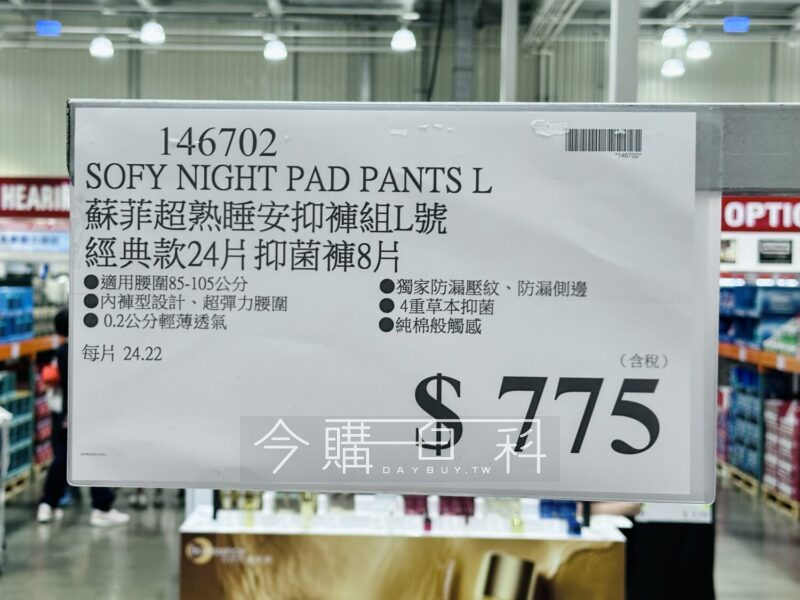 146702
*146702*
SOFY NIGHT PAD PANTS L
蘇菲超熟睡安抑褲組L號
經典款24片抑菌褲8片
●適用腰圍85-105公分
●內褲型設計、超彈力腰圍
●0.2公分輕薄透氣
●獨家防漏壓紋、防漏側邊
●4重草本抑菌
●純棉般觸感
每片 24.22
(含稅)
$ 775
今購百科
DAYBUY.TW
HEARI
OPTIC